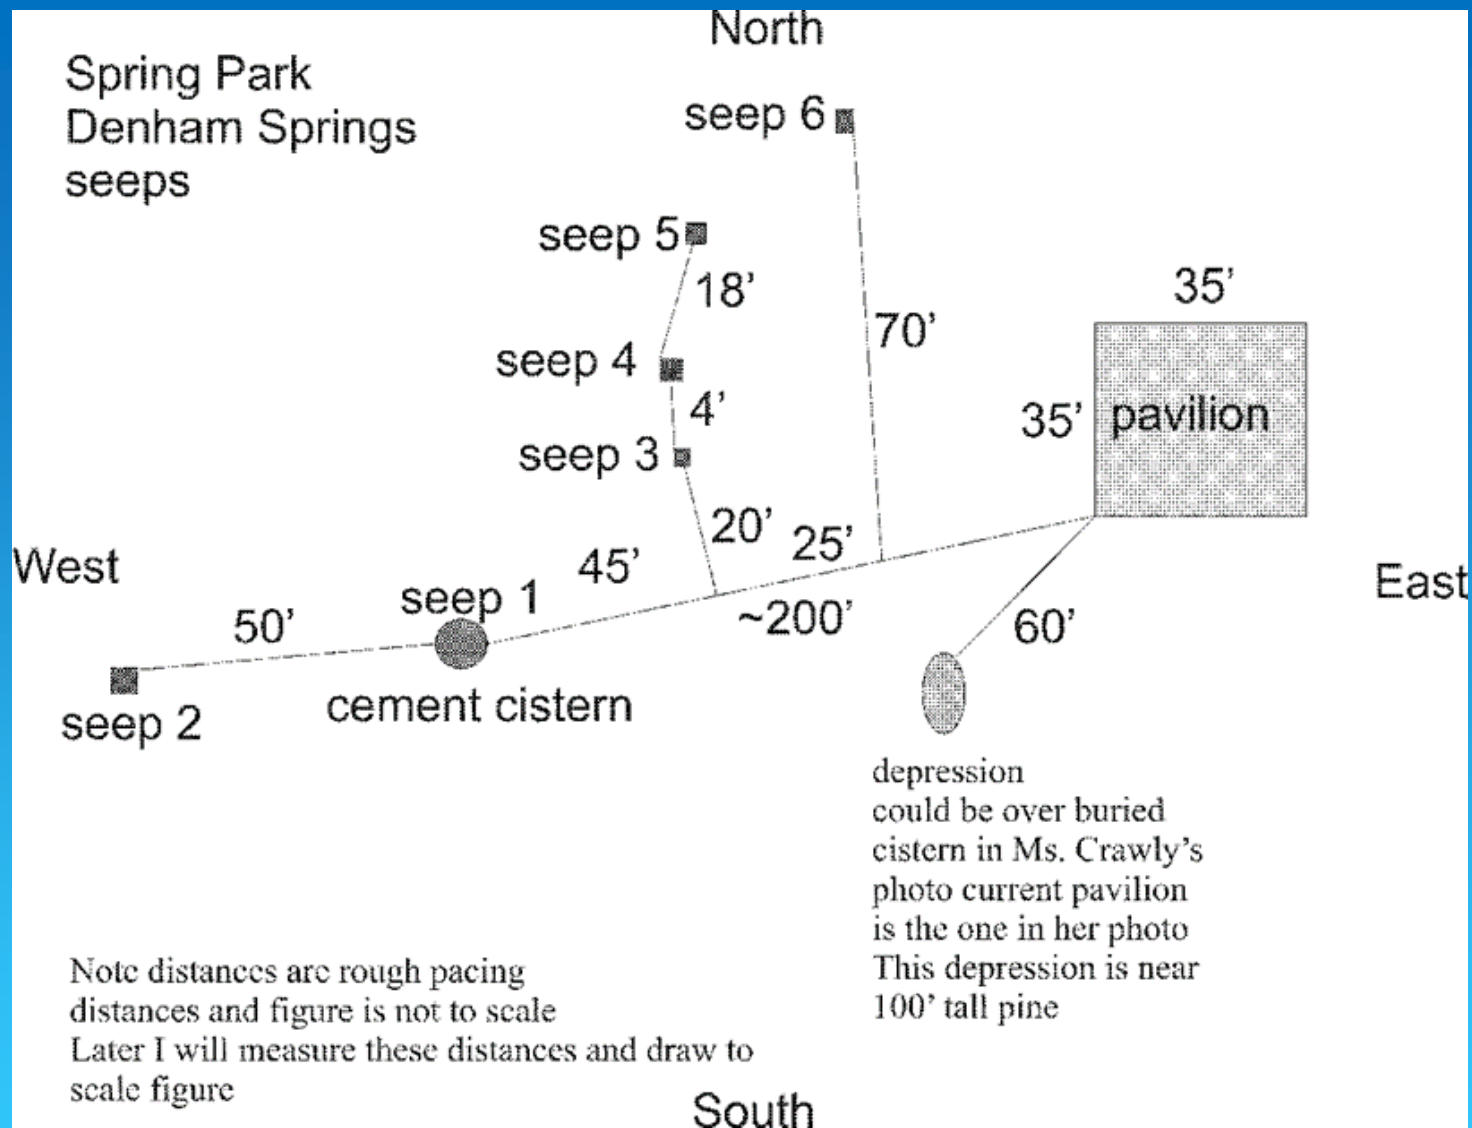 North
Spring Park
Denham Springs
seeps
seep 6
seep 5
18'
35'
seep 4
70'
4'
35'
pavilion
seep 3
20'
25'
West
45'
East
seep 1
50'
~200'
60'
seep 2
cement cistern
depression
could be over buried
cistern in Ms. Crawly's
photo current pavilion
is the one in her photo
This depression is near
100' tall pine
Note distances are rough pacing
distances and figure is not to scale
Later I will measure these distances and draw to
scale figure
South